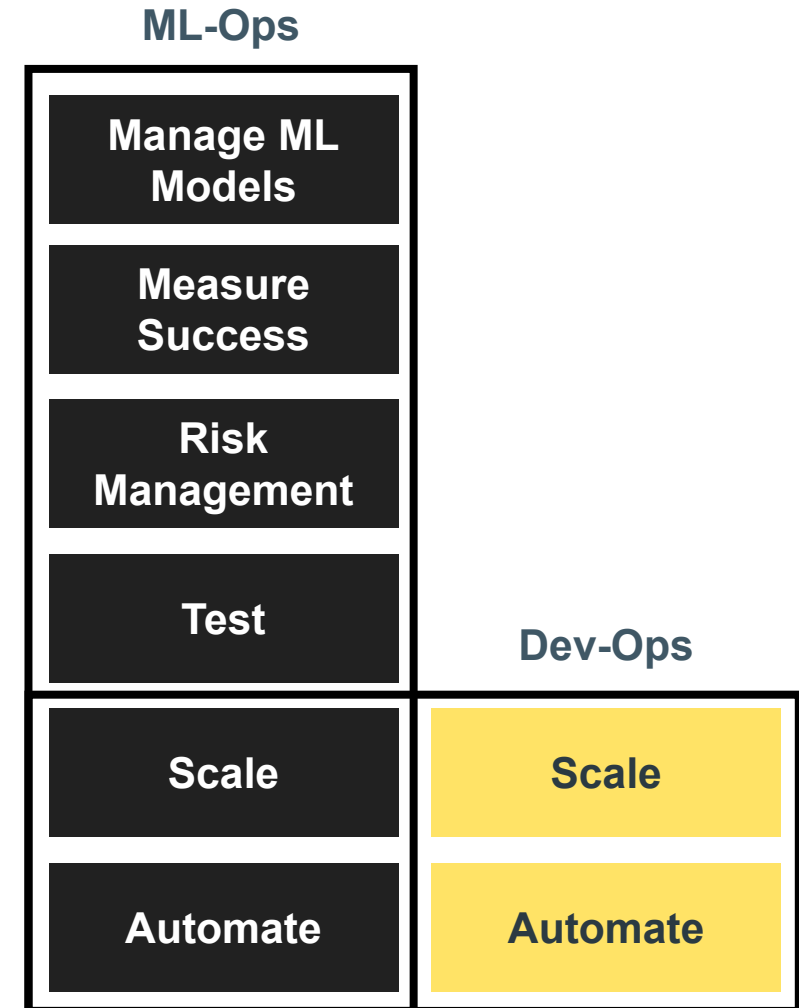 ML-Ops
Manage ML
Models
Measure
Success
Risk
Management
Test
Dev-Ops
Scale
Scale
Automate
Automate